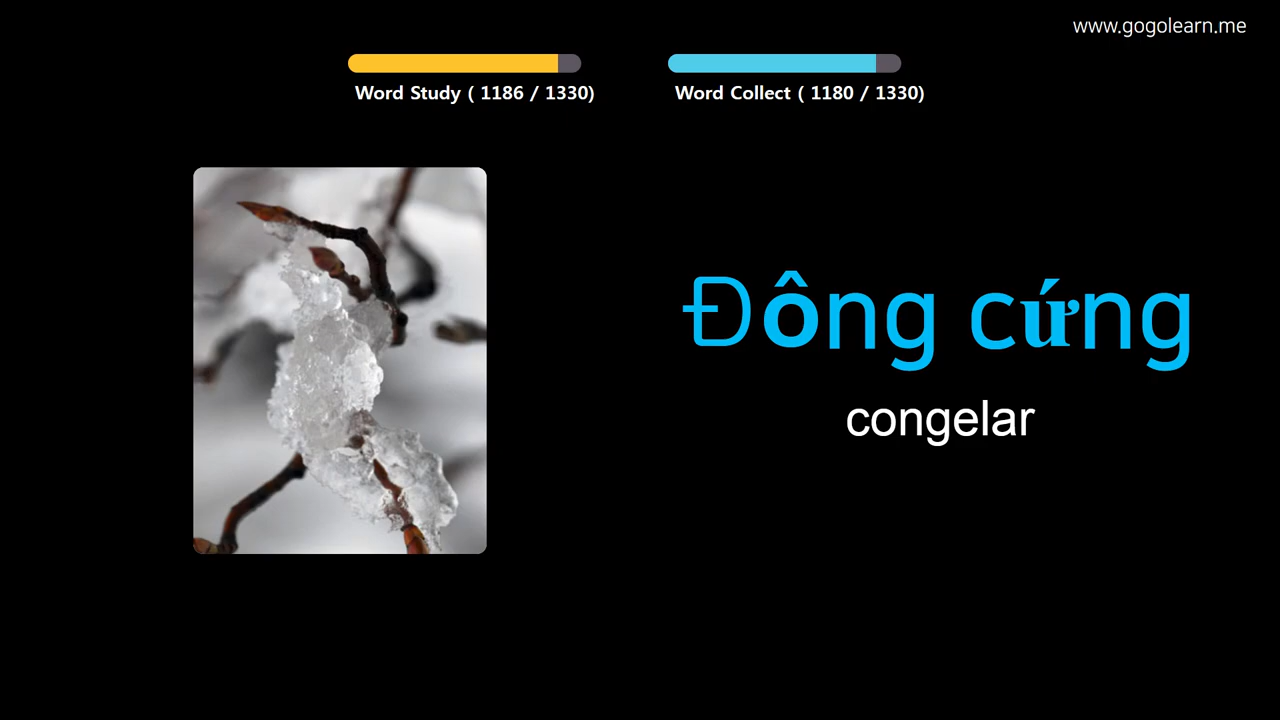 www.gogolearn.me
Word Study ( 1186 / 1330)
Word Collect ( 1180 / 1330)
Đông cứng
congelar